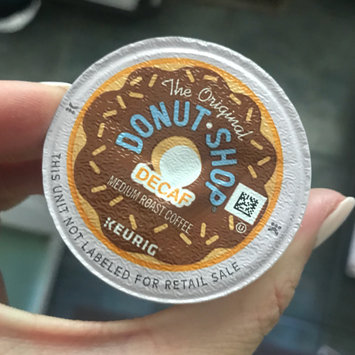 The Original
DONUT·SHOP
DECAF
MEDIUM ROAST COFFEE
KEURIG
THIS UNIT NOT LABELED FOR RETAIL SALE